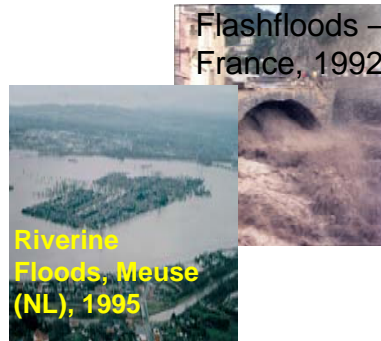 Flashfloods –
France, 1992
Riverine
Floods, Meuse
(NL), 1995